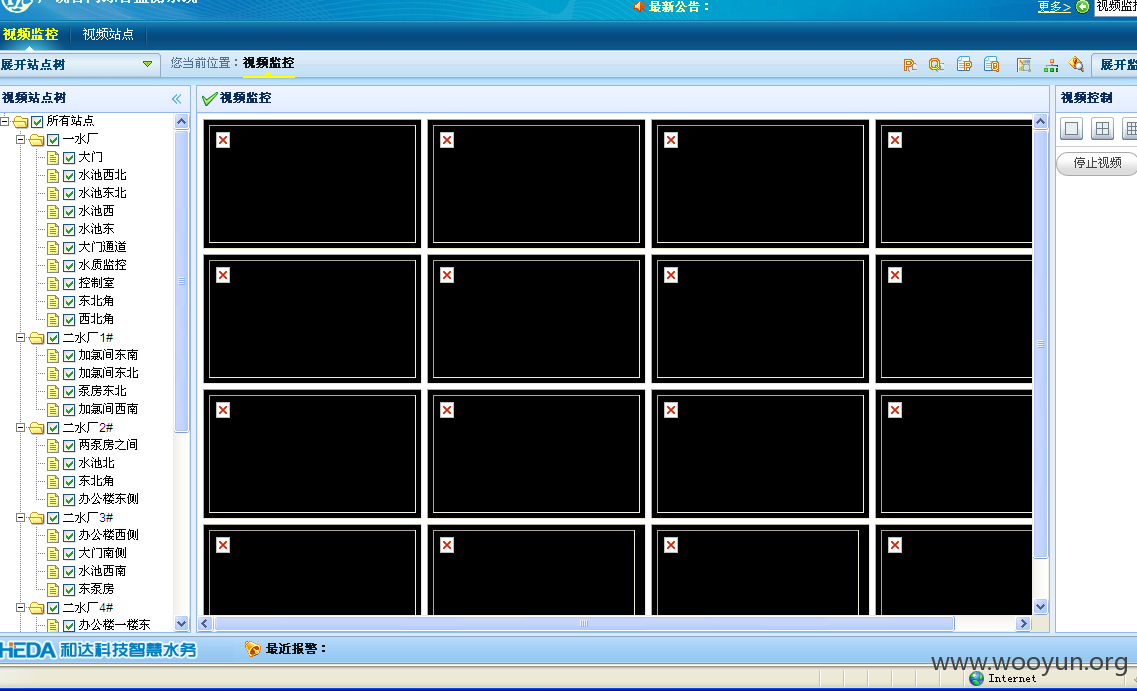 最新公告：
更多>
视频监控
视频站点
展开站点树
您当前位置：视频监控
视频站点树
视频监控
视频控制
所有站点
一水厂
大门
水池西北
水池东北
水池西
水池东
大门通道
水质监控
控制室
东北角
西北角
二水厂1#
加氯间东南
加氯间东北
泵房东北
加氯间西南
二水厂2#
两泵房之间
水池北
东北角
办公楼东侧
二水厂3#
办公楼西侧
大门南侧
水池西南
东泵房
二水厂4#
办公楼一楼东
停止视频
HEDA 和达科技智慧水务
最近报警：
www.wooyun.org
Internet